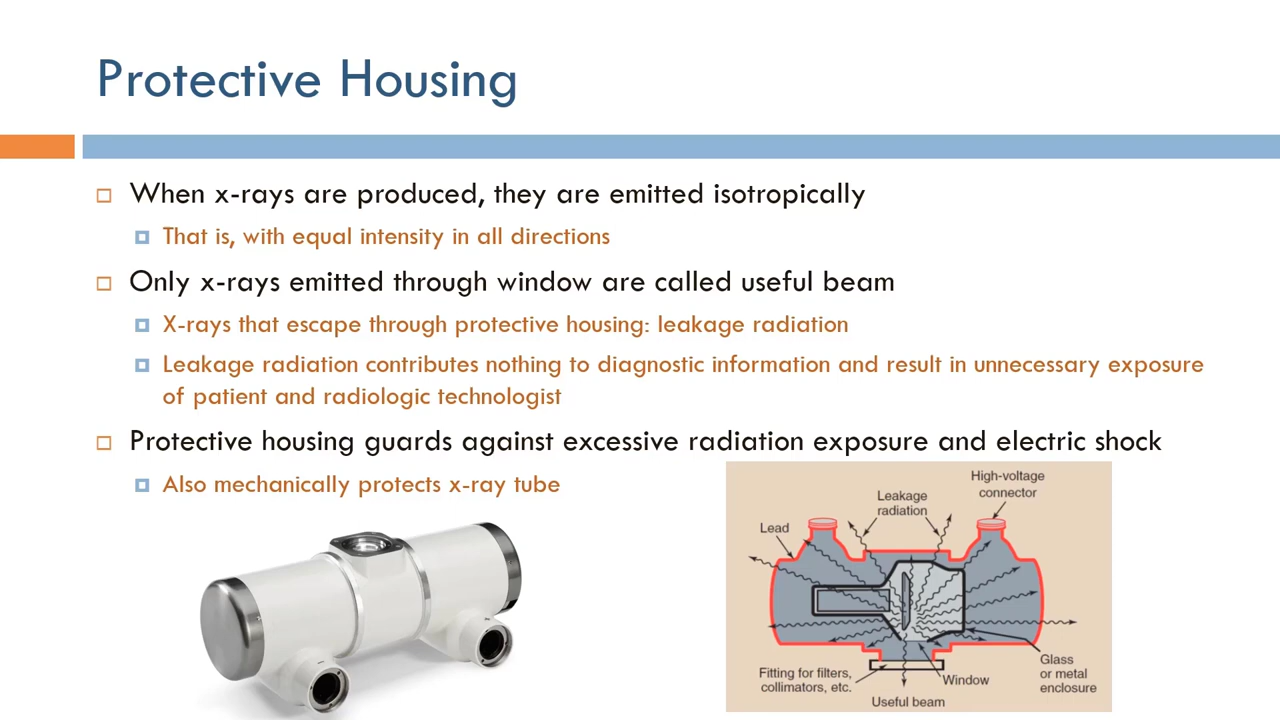 Protective Housing
When x-rays are produced, they are emitted isotropically
That is, with equal intensity in all directions
Only x-rays emitted through window are called useful beam
X-rays that escape through protective housing: leakage radiation
Leakage radiation contributes nothing to diagnostic information and result in unnecessary exposure
of patient and radiologic technologist
Protective housing guards against excessive radiation exposure and electric shock
Also mechanically protects x-ray tube
High-voltage
connector
Leakage
radiation
Lead
Glass
or metal
enclosure
Fitting for filters,
collimators, etc.
Window
Useful beam